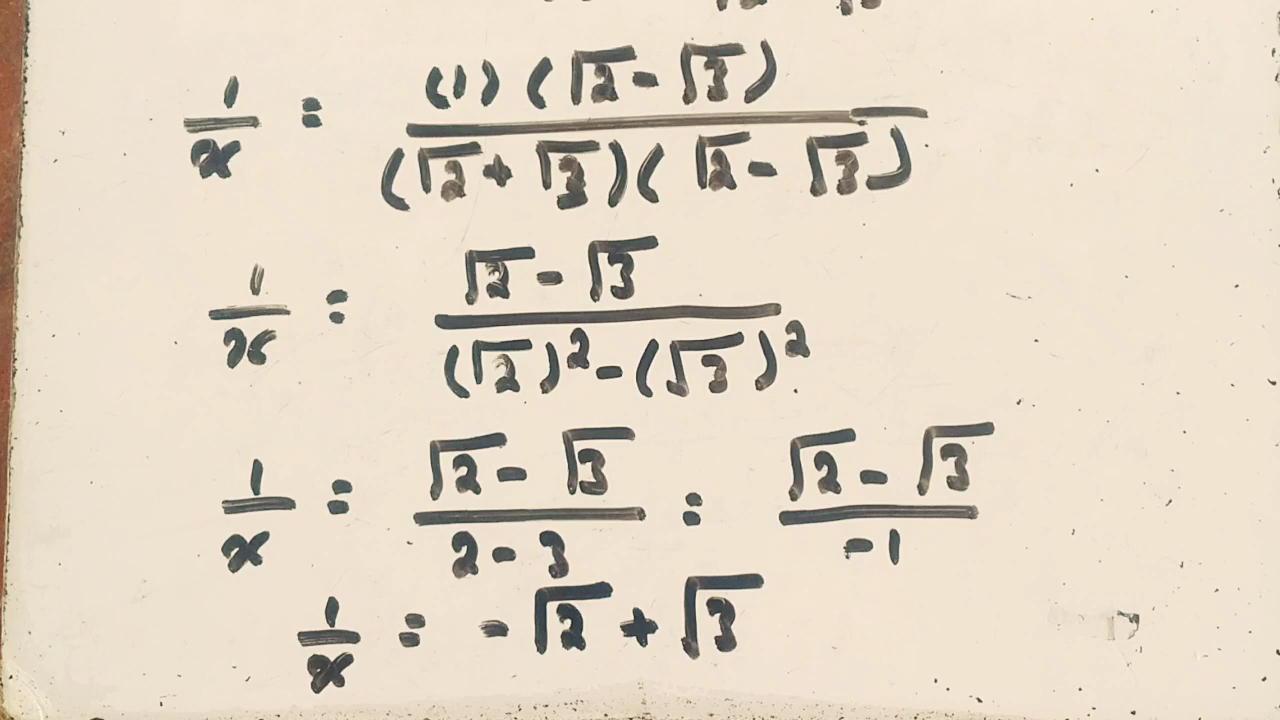 1/x = (1)(√2 - √3) / (√2 + √3)(√2 - √3)
1/x = √2 - √3 / (√2)² - (√3)²
1/x = √2 - √3 / 2 - 3 = √2 - √3 / -1
1/x = -√2 + √3